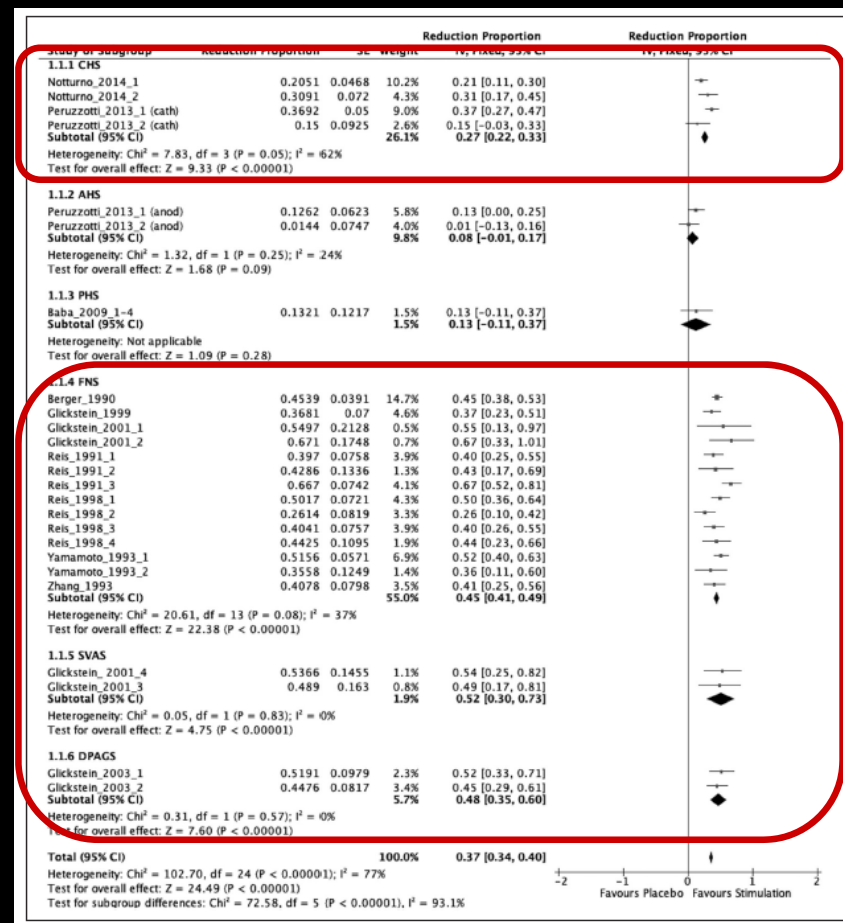 Reduction Proportion Reduction Proportion
Study or Subgroup Reduction Proportion SE Weight IV, Fixed, 95% CI IV, Fixed, 95% CI
1.1.1 CHS
Notturno_2014_1 0.2051 0.0468 10.2% 0.21 [0.11, 0.30]
Notturno_2014_2 0.3091 0.072 4.3% 0.31 [0.17, 0.45]
Peruzzotti_2013_1 (cath) 0.3692 0.05 9.0% 0.37 [0.27, 0.47]
Peruzzotti_2013_2 (cath) 0.15 0.0925 2.6% 0.15 [-0.03, 0.33]
Subtotal (95% CI) 26.1% 0.27 [0.22, 0.33]
Heterogeneity: Chi² = 7.83, df = 3 (P = 0.05); I² = 62%
Test for overall effect: Z = 9.33 (P < 0.00001)
1.1.2 AHS
Peruzzotti_2013_1 (anod) 0.1262 0.0623 5.8% 0.13 [0.00, 0.25]
Peruzzotti_2013_2 (anod) 0.0144 0.0747 4.0% 0.01 [-0.13, 0.16]
Subtotal (95% CI) 9.8% 0.08 [-0.01, 0.17]
Heterogeneity: Chi² = 1.32, df = 1 (P = 0.25); I² = 24%
Test for overall effect: Z = 1.68 (P = 0.09)
1.1.3 PHS
Baba_2009_1-4 0.1321 0.1217 1.5% 0.13 [-0.11, 0.37]
Subtotal (95% CI) 1.5% 0.13 [-0.11, 0.37]
Heterogeneity: Not applicable
Test for overall effect: Z = 1.09 (P = 0.28)
1.1.4 FNS
Berger_1990 0.4539 0.0391 14.7% 0.45 [0.38, 0.53]
Glickstein_1999 0.3681 0.07 4.6% 0.37 [0.23, 0.51]
Glickstein_2001_1 0.5497 0.2128 0.5% 0.55 [0.13, 0.97]
Glickstein_2001_2 0.671 0.1748 0.7% 0.67 [0.33, 1.01]
Reis_1991_1 0.397 0.0758 3.9% 0.40 [0.25, 0.55]
Reis_1991_2 0.4286 0.1336 1.3% 0.43 [0.17, 0.69]
Reis_1991_3 0.667 0.0742 4.1% 0.67 [0.52, 0.81]
Reis_1998_1 0.5017 0.0721 4.3% 0.50 [0.36, 0.64]
Reis_1998_2 0.2614 0.0819 3.3% 0.26 [0.10, 0.42]
Reis_1998_3 0.4041 0.0757 3.9% 0.40 [0.26, 0.55]
Reis_1998_4 0.4425 0.1095 1.9% 0.44 [0.23, 0.66]
Yamamoto_1993_1 0.5156 0.0571 6.9% 0.52 [0.40, 0.63]
Yamamoto_1993_2 0.3558 0.1249 1.4% 0.36 [0.11, 0.60]
Zhang_1993 0.4078 0.0798 3.5% 0.41 [0.25, 0.56]
Subtotal (95% CI) 55.0% 0.45 [0.41, 0.49]
Heterogeneity: Chi² = 20.61, df = 13 (P = 0.08); I² = 37%
Test for overall effect: Z = 22.38 (P < 0.00001)
1.1.5 SVAS
Glickstein_ 2001_4 0.5366 0.1455 1.1% 0.54 [0.25, 0.82]
Glickstein_2001_3 0.489 0.163 0.8% 0.49 [0.17, 0.81]
Subtotal (95% CI) 1.9% 0.52 [0.30, 0.73]
Heterogeneity: Chi² = 0.05, df = 1 (P = 0.83); I² = 0%
Test for overall effect: Z = 4.75 (P < 0.00001)
1.1.6 DPAGS
Glickstein_2003_1 0.5191 0.0979 2.3% 0.52 [0.33, 0.71]
Glickstein_2003_2 0.4476 0.0817 3.4% 0.45 [0.29, 0.61]
Subtotal (95% CI) 5.7% 0.48 [0.35, 0.60]
Heterogeneity: Chi² = 0.31, df = 1 (P = 0.57); I² = 0%
Test for overall effect: Z = 7.60 (P < 0.00001)
Total (95% CI) 100.0% 0.37 [0.34, 0.40]
Heterogeneity: Chi² = 102.70, df = 24 (P < 0.00001); I² = 77%
Test for overall effect: Z = 24.49 (P < 0.00001)
Test for subgroup differences: Chi² = 72.58, df = 5 (P < 0.00001), I² = 93.1%
-2 -1 0 1 2
Favours Placebo Favours Stimulation